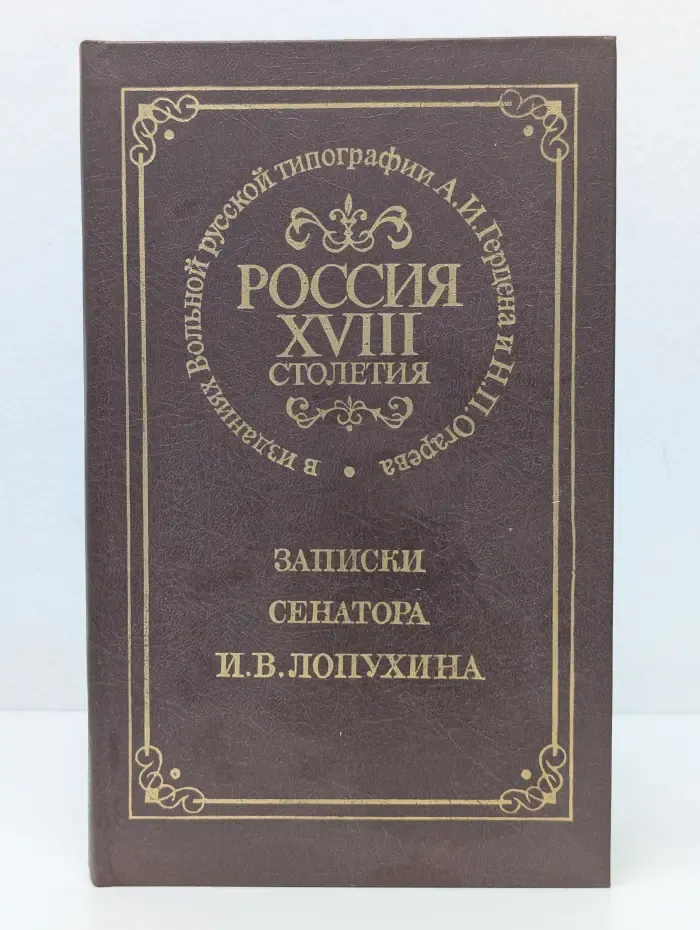 в изданиях Вольной русской типографии А.И.Герцена и Н.П.Огарева
РОССИЯ
XVIII
СТОЛЕТИЯ
ЗАПИСКИ
СЕНАТОРА
И.В.ЛОПУХИНА